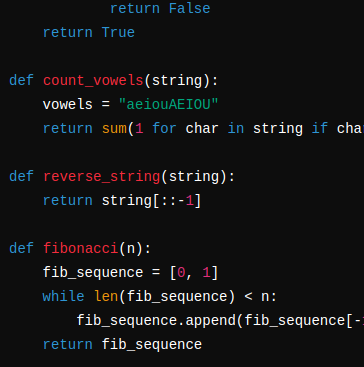 return False
    return True

def count_vowels(string):
    vowels = "aeiouAEIOU"
    return sum(1 for char in string if cha

def reverse_string(string):
    return string[::-1]

def fibonacci(n):
    fib_sequence = [0, 1]
    while len(fib_sequence) < n:
        fib_sequence.append(fib_sequence[-
    return fib_sequence